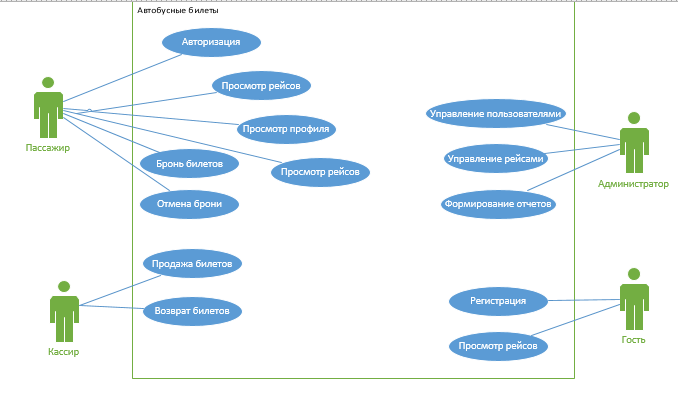 Автобусные билеты
Авторизация
Просмотр рейсов
Просмотр профиля
Бронь билетов
Просмотр рейсов
Отмена брони
Пассажир
Управление пользователями
Управление рейсами
Формирование отчетов
Администратор
Продажа билетов
Возврат билетов
Кассир
Регистрация
Просмотр рейсов
Гость